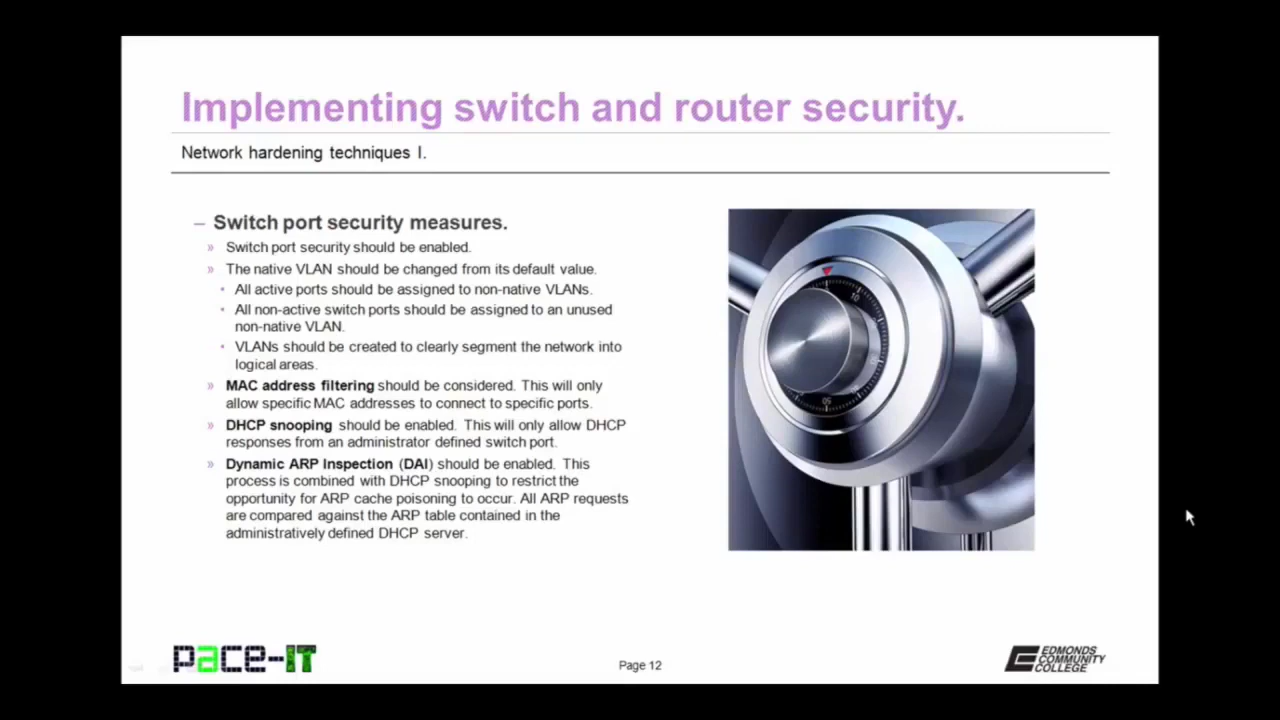 Implementing switch and router security.
Network hardening techniques I.
– Switch port security measures.
» Switch port security should be enabled.
» The native VLAN should be changed from its default value.
• All active ports should be assigned to non-native VLANs.
• All non-active switch ports should be assigned to an unused
non-native VLAN.
• VLANs should be created to clearly segment the network into
logical areas.
» MAC address filtering should be considered. This will only
allow specific MAC addresses to connect to specific ports.
» DHCP snooping should be enabled. This will only allow DHCP
responses from an administrator defined switch port.
» Dynamic ARP Inspection (DAI) should be enabled. This
process is combined with DHCP snooping to restrict the
opportunity for ARP cache poisoning to occur. All ARP requests
are compared against the ARP table contained in the
administratively defined DHCP server.
10
50
pace-IT
Page 12
EDMONDS
COMMUNITY
COLLEGE